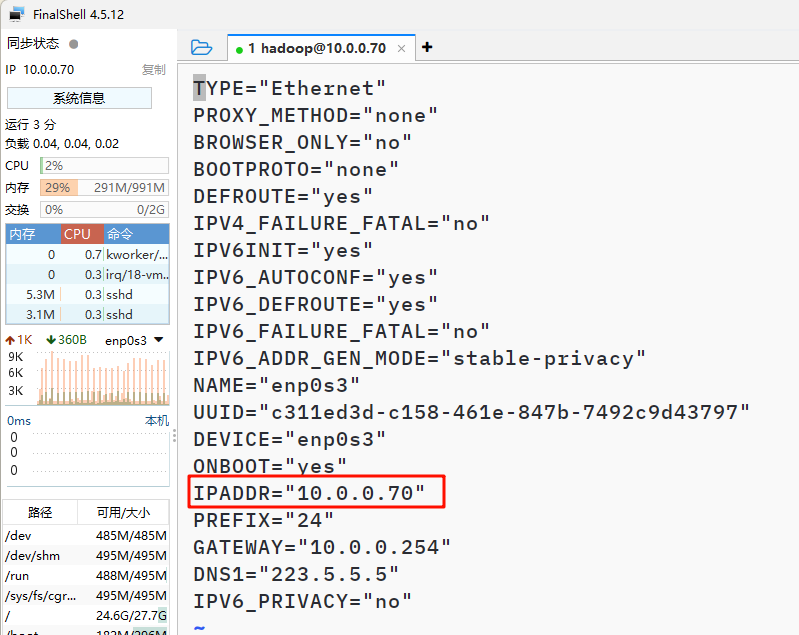 FinalShell 4.5.12
同步状态
IP 10.0.0.70 复制
系统信息
运行 3 分
负载 0.04, 0.04, 0.02
CPU 2%
内存 29% 291M/991M
交换 0% 0/2G
内存 CPU 命令
0 0.7 kworker/...
0 0.3 irq/18-vm..
5.3M 0.3 sshd
3.1M 0.3 sshd
1K 360B enp0s3
9K
6K
3K
0ms 本机
0
0
0
路径 可用/大小
/dev 485M/485M
/dev/shm 495M/495M
/run 488M/495M
/sys/fs/cgr... 495M/495M
/ 24.6G/27.7G
1 hadoop@10.0.0.70 × +
TYPE="Ethernet"
PROXY_METHOD="none"
BROWSER_ONLY="no"
BOOTPROTO="none"
DEFROUTE="yes"
IPV4_FAILURE_FATAL="no"
IPV6INIT="yes"
IPV6_AUTOCONF="yes"
IPV6_DEFROUTE="yes"
IPV6_FAILURE_FATAL="no"
IPV6_ADDR_GEN_MODE="stable-privacy"
NAME="enp0s3"
UUID="c311ed3d-c158-461e-847b-7492c9d43797"
DEVICE="enp0s3"
ONBOOT="yes"
IPADDR="10.0.0.70"
PREFIX="24"
GATEWAY="10.0.0.254"
DNS1="223.5.5.5"
IPV6_PRIVACY="no"
~